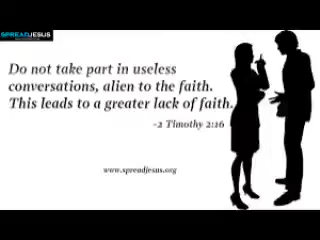 SPREADJESUS
Do not take part in useless
conversations, alien to the faith.
This leads to a greater lack of faith.
-2 Timothy 2:16
www.spreadjesus.org